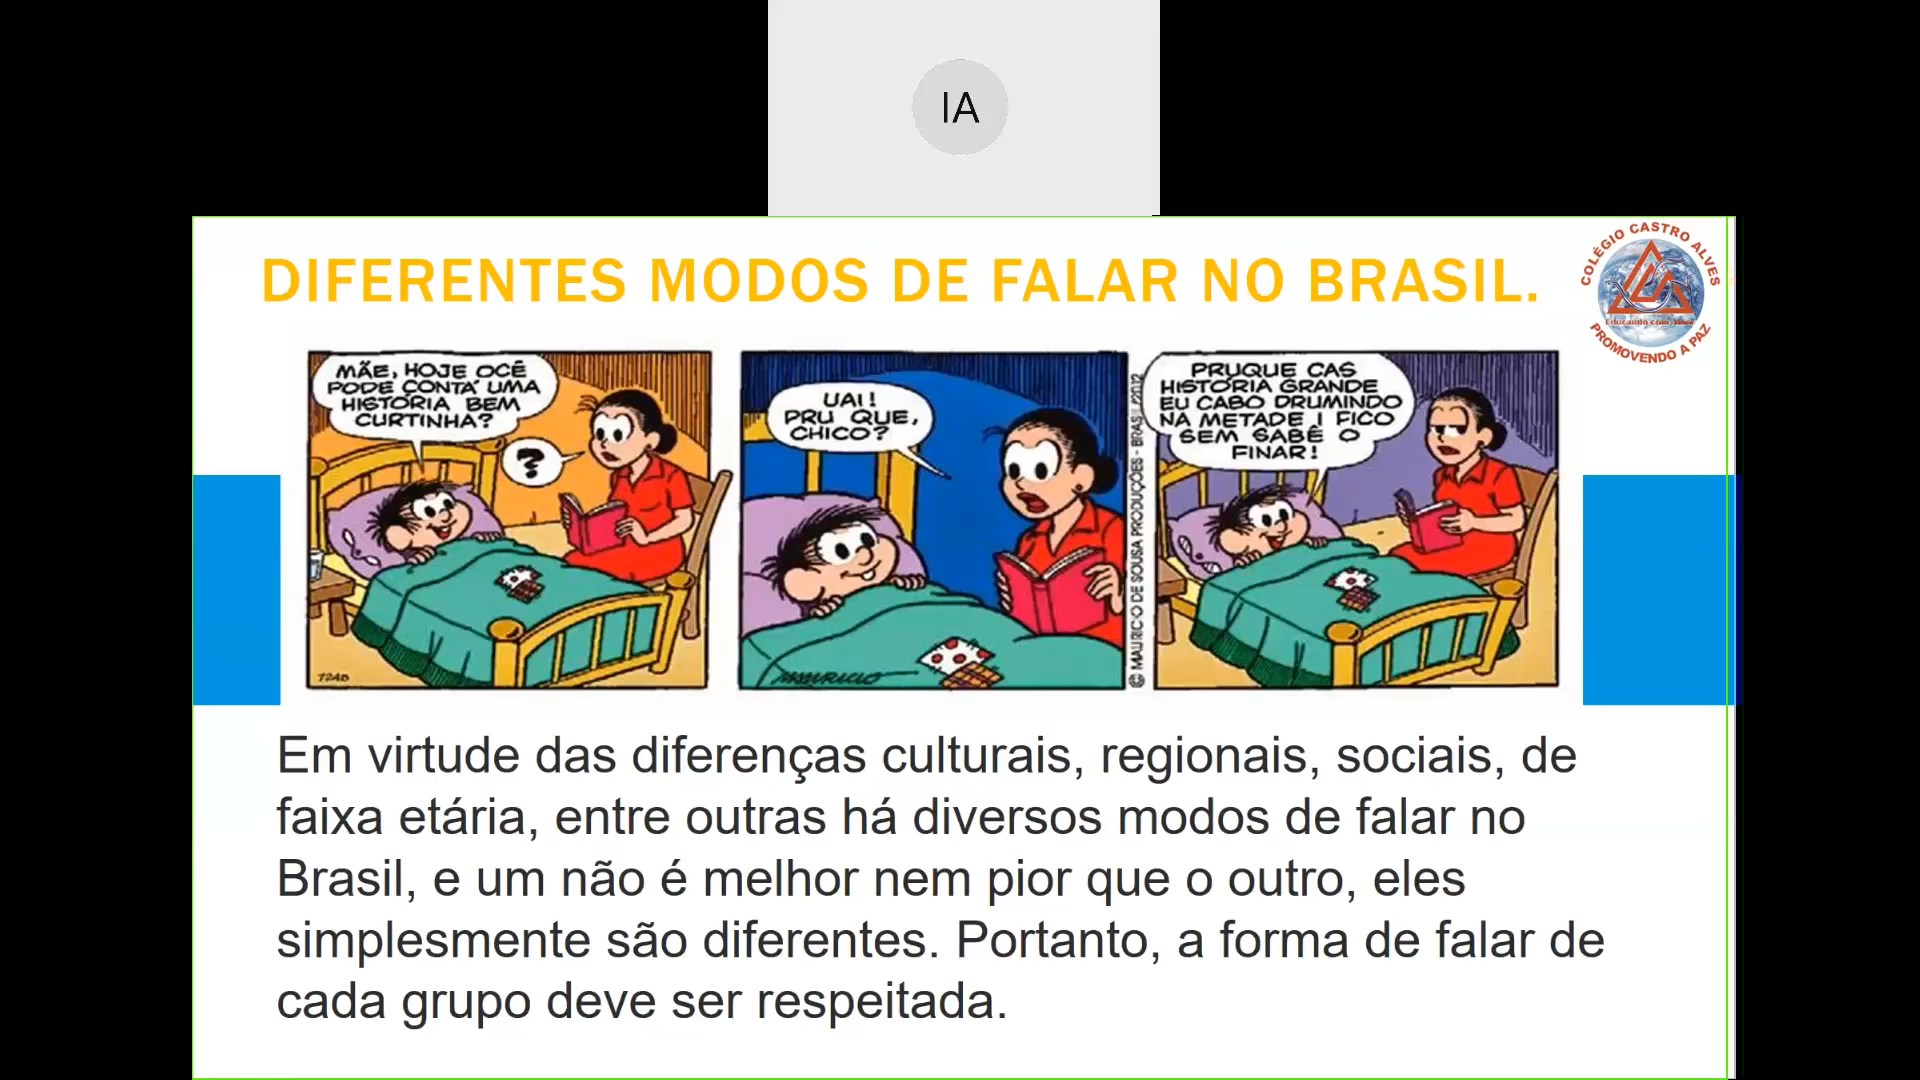 IA
DIFERENTES MODOS DE FALAR NO BRASIL.
COLÉGIO CASTRO ALVES
PROMOVENDO A PAZ
MÃE, HOJE OCÊ
PODE CONTÁ UMA
HISTÓRIA BEM
CURTINHA?
?
1248
UAI!
PRU QUE,
CHICO?
MAURICIO
© MAURICIO DE SOUSA PRODUÇÕES - BRASIL /2012
PRUQUE CAS
HISTÓRIA GRANDE
EU CABO DRUMINDO
NA METADE I FICO
SEM SABÊ O
FINAR!
Em virtude das diferenças culturais, regionais, sociais, de
faixa etária, entre outras há diversos modos de falar no
Brasil, e um não é melhor nem pior que o outro, eles
simplesmente são diferentes. Portanto, a forma de falar de
cada grupo deve ser respeitada.